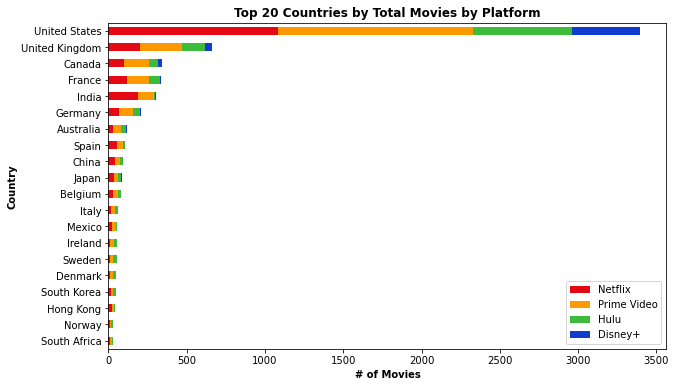 Top 20 Countries by Total Movies by Platform
Country
United States
United Kingdom
Canada
France
India
Germany
Australia
Spain
China
Japan
Belgium
Italy
Mexico
Ireland
Sweden
Denmark
South Korea
Hong Kong
Norway
South Africa
Netflix
Prime Video
Hulu
Disney+
0 500 1000 1500 2000 2500 3000 3500
# of Movies